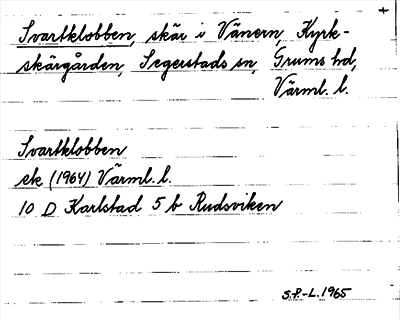 Svartklobben, skär i Vänern, Kyrk-
skärgården, Segerstads sn, Grums hd,
Värml. l.
Svartklobben
ek (1964) Värml. l.
10 D Karlstad 5 b Rudsviken
S.F.-L. 1965